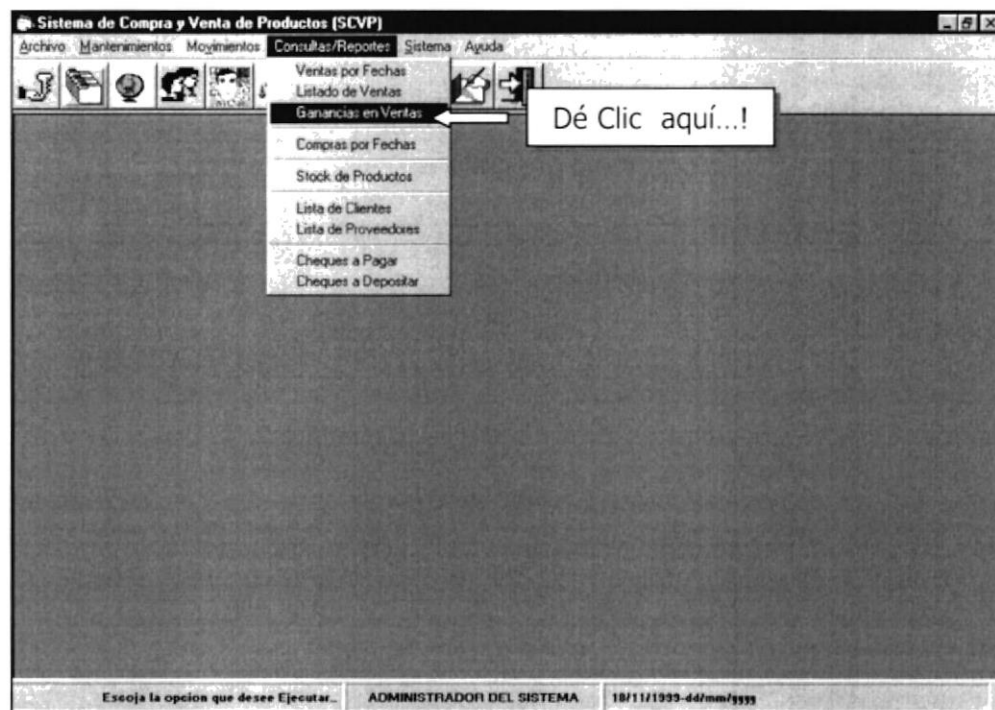 Sistema de Compra y Venta de Productos (SCVP)
Archivo Mantenimientos Movimientos Consultas/Reportes Sistema Ayuda
Ventas por Fechas
Listado de Ventas
Ganancias en Ventas
Dé Clic aquí...!
Compras por Fechas
Stock de Productos
Lista de Clientes
Lista de Proveedores
Cheques a Pagar
Cheques a Depositar
Escoja la opcion que desee Ejecutar...
ADMINISTRADOR DEL SISTEMA
18/11/1999-dd/mm/yyyy